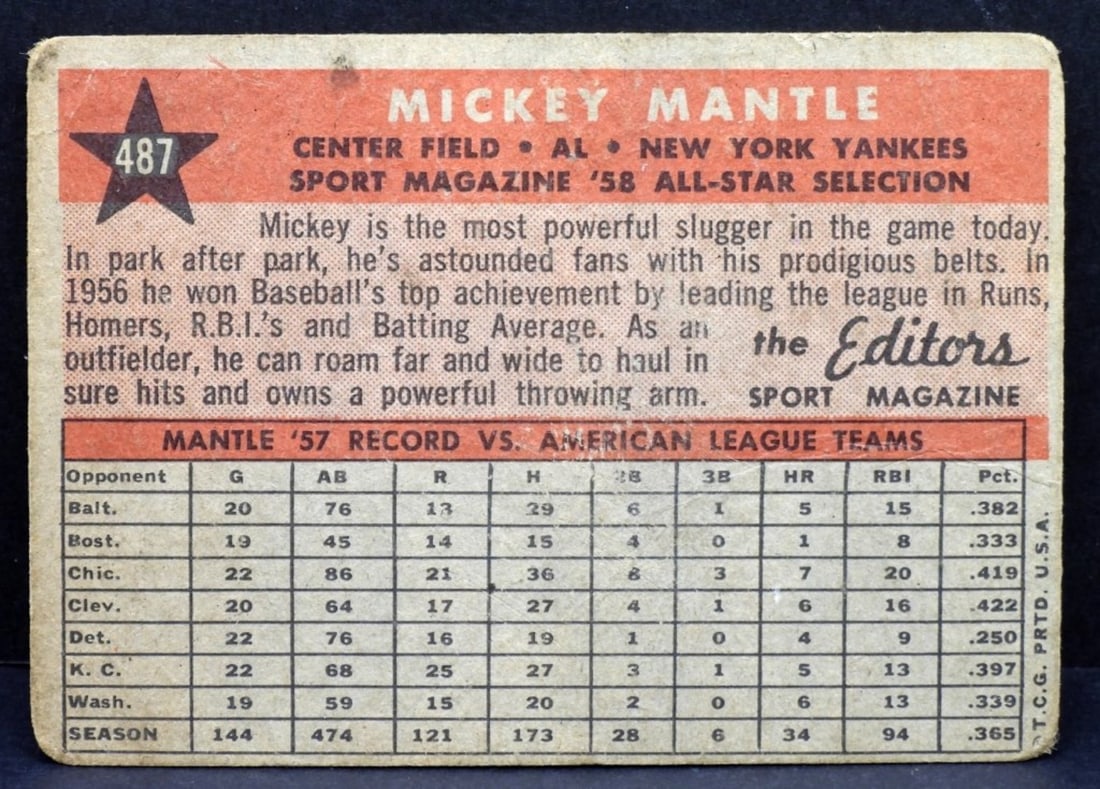 487
MICKEY MANTLE
CENTER FIELD • AL • NEW YORK YANKEES
SPORT MAGAZINE '58 ALL-STAR SELECTION
Mickey is the most powerful slugger in the game today.
In park after park, he's astounded fans with his prodigious belts. In
1956 he won Baseball's top achievement by leading the league in Runs,
Homers, R.B.I.'s and Batting Average. As an
outfielder, he can roam far and wide to haul in
sure hits and owns a powerful throwing arm.
the Editors
SPORT MAGAZINE
MANTLE '57 RECORD VS. AMERICAN LEAGUE TEAMS
Opponent G AB R H 2B 3B HR RBI Pct.
Balt. 20 76 13 29 6 1 5 15 .382
Bost. 19 45 14 15 4 0 1 8 .333
Chic. 22 86 21 36 8 3 7 20 .419
Clev. 20 64 17 27 4 1 6 16 .422
Det. 22 76 16 19 1 0 4 9 .250
K. C. 22 68 25 27 3 1 5 13 .397
Wash. 19 59 15 20 2 0 6 13 .339
SEASON 144 474 121 173 28 6 34 94 .365
T.C.G. PRTD. U.S.A.